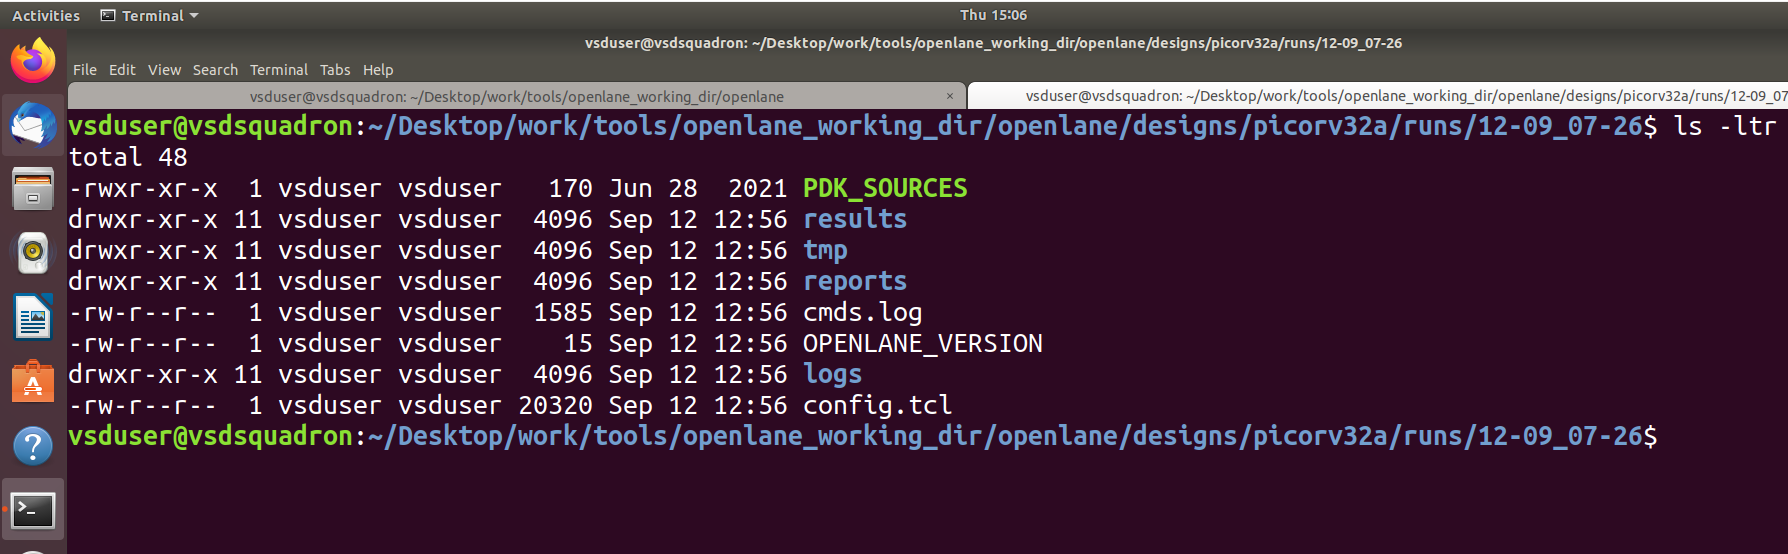 Activities Terminal Thu 15:06
vsduser@vsdsquadron: ~/Desktop/work/tools/openlane_working_dir/openlane/designs/picorv32a/runs/12-09_07-26
File Edit View Search Terminal Tabs Help
vsduser@vsdsquadron: ~/Desktop/work/tools/openlane_working_dir/openlane × vsduser@vsdsquadron: ~/Desktop/work/tools/openlane_working_dir/openlane/designs/picorv32a/runs/12-09_07
vsduser@vsdsquadron:~/Desktop/work/tools/openlane_working_dir/openlane/designs/picorv32a/runs/12-09_07-26$ ls -ltr
total 48
-rwxr-xr-x  1 vsduser vsduser   170 Jun 28  2021 PDK_SOURCES
drwxr-xr-x 11 vsduser vsduser  4096 Sep 12 12:56 results
drwxr-xr-x 11 vsduser vsduser  4096 Sep 12 12:56 tmp
drwxr-xr-x 11 vsduser vsduser  4096 Sep 12 12:56 reports
-rw-r--r--  1 vsduser vsduser  1585 Sep 12 12:56 cmds.log
-rw-r--r--  1 vsduser vsduser    15 Sep 12 12:56 OPENLANE_VERSION
drwxr-xr-x 11 vsduser vsduser  4096 Sep 12 12:56 logs
-rw-r--r--  1 vsduser vsduser 20320 Sep 12 12:56 config.tcl
vsduser@vsdsquadron:~/Desktop/work/tools/openlane_working_dir/openlane/designs/picorv32a/runs/12-09_07-26$